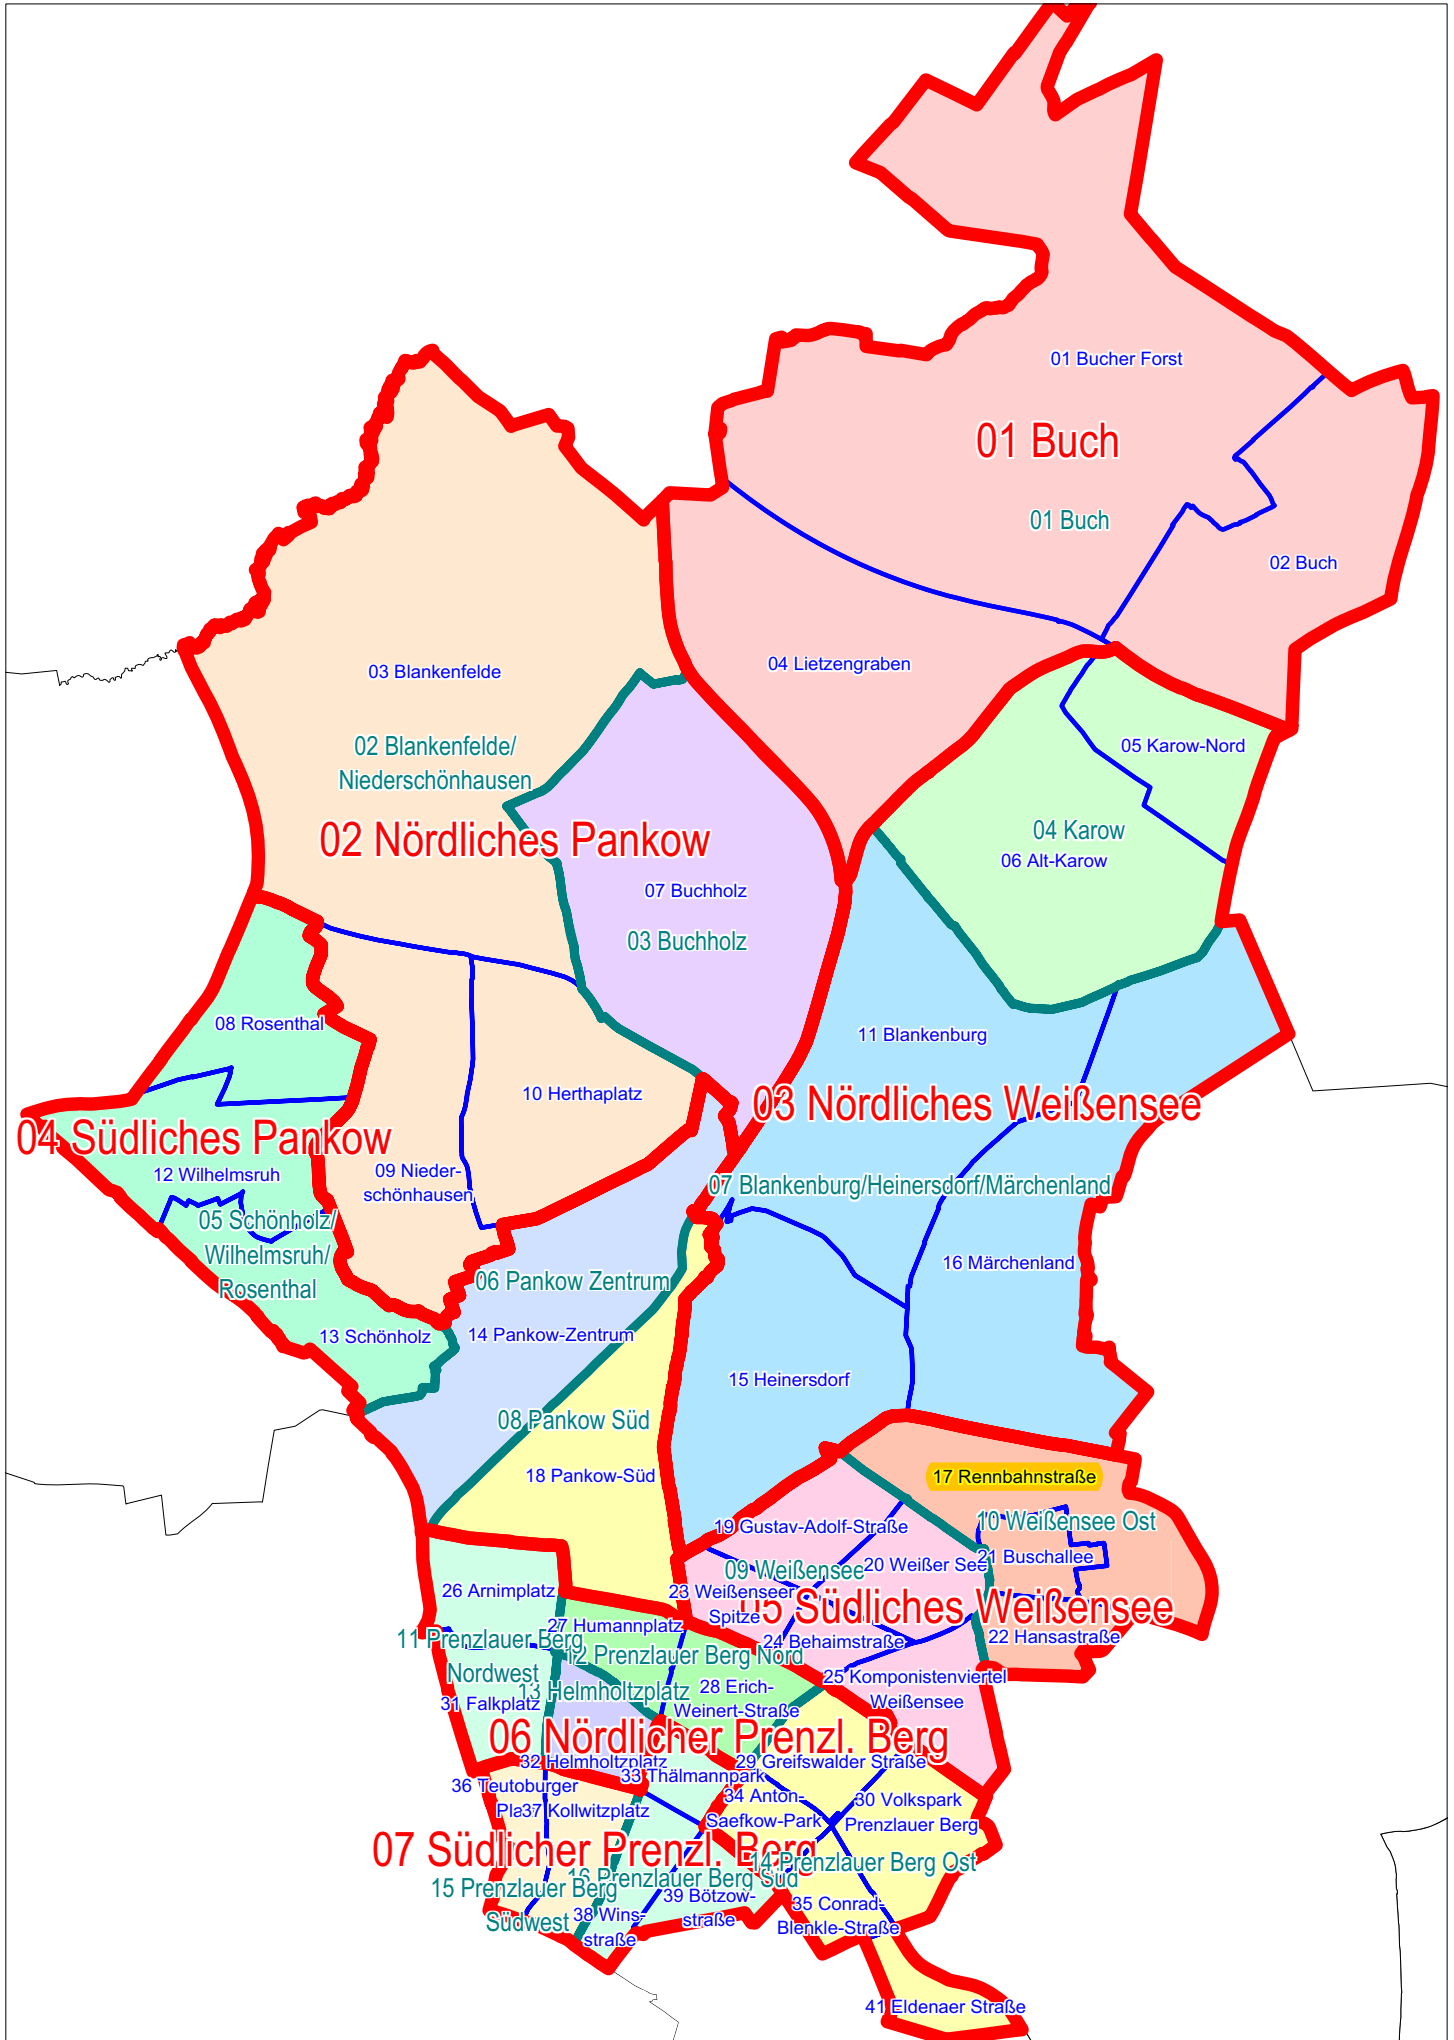 01 Bucher Forst
01 Buch
01 Buch
02 Buch
03 Blankenfelde
04 Lietzengraben
02 Blankenfelde/
Niederschönhausen
05 Karow-Nord
02 Nördliches Pankow
04 Karow
06 Alt-Karow
07 Buchholz
03 Buchholz
08 Rosenthal
11 Blankenburg
10 Herthaplatz
03 Nördliches Weißensee
04 Südliches Pankow
12 Wilhelmsruh
09 Nieder-
schönhausen
07 Blankenburg/Heinersdorf/Märchenland
05 Schönholz/
Wilhelmsruh/
Rosenthal
06 Pankow Zentrum
16 Märchenland
13 Schönholz
14 Pankow-Zentrum
15 Heinersdorf
08 Pankow Süd
18 Pankow-Süd
17 Rennbahnstraße
19 Gustav-Adolf-Straße
10 Weißensee Ost
09 Weißensee
20 Weißer See
21 Buschallee
26 Arnimplatz
23 Weißenseer
Spitze
05 Südliches Weißensee
27 Humannplatz
24 Behaimstraße
22 Hansastraße
11 Prenzlauer Berg
Nordwest
12 Prenzlauer Berg Nord
13 Helmholtzplatz
28 Erich-
Weinert-Straße
25 Komponistenviertel
Weißensee
31 Falkplatz
06 Nördlicher Prenzl. Berg
32 Helmholtzplatz
33 Thälmannpark
29 Greifswalder Straße
36 Teutoburger
Pla
37 Kollwitzplatz
34 Anton-
Saefkow-Park
30 Volkspark
Prenzlauer Berg
07 Südlicher Prenzl. Berg
14 Prenzlauer Berg Ost
16 Prenzlauer Berg Süd
15 Prenzlauer Berg
Südwest
38 Wins-
straße
39 Bötzow-
straße
35 Conrad-
Blenkle-Straße
41 Eldenaer Straße